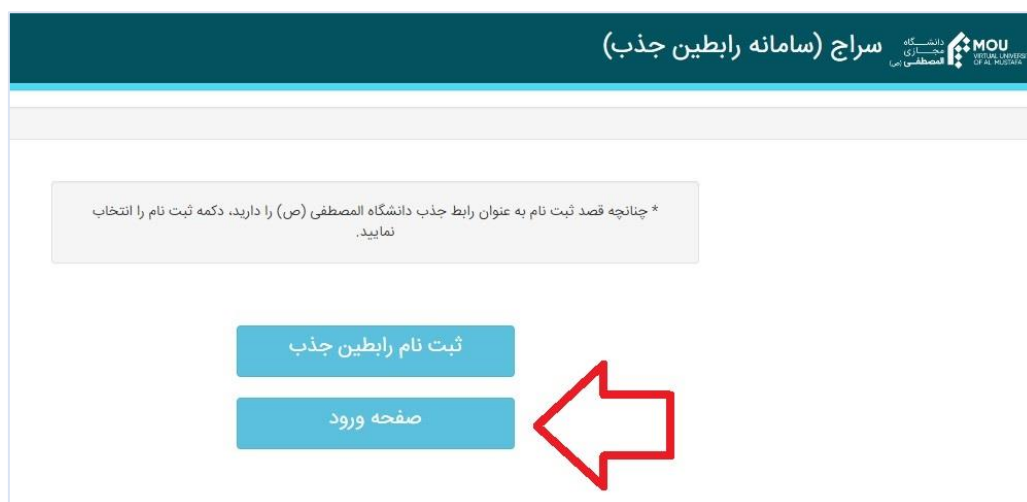 سراج (سامانه رابطین جذب)
دانشگاه
مجازی
المصطفی (ص)
MOU
VIRTUAL UNIVERS
OF AL MUSTAFA
* چنانچه قصد ثبت نام به عنوان رابط جذب دانشگاه المصطفی (ص) را دارید، دکمه ثبت نام را انتخاب
نمایید.
ثبت نام رابطین جذب
صفحه ورود